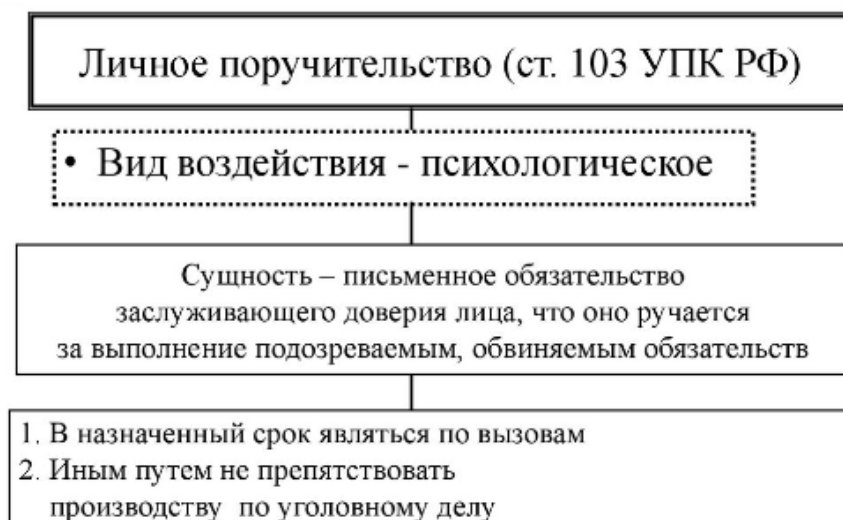 Личное поручительство (ст. 103 УПК РФ)
• Вид воздействия - психологическое
Сущность – письменное обязательство
заслуживающего доверия лица, что оно ручается
за выполнение подозреваемым, обвиняемым обязательств
1. В назначенный срок являться по вызовам
2. Иным путем не препятствовать
производству по уголовному делу